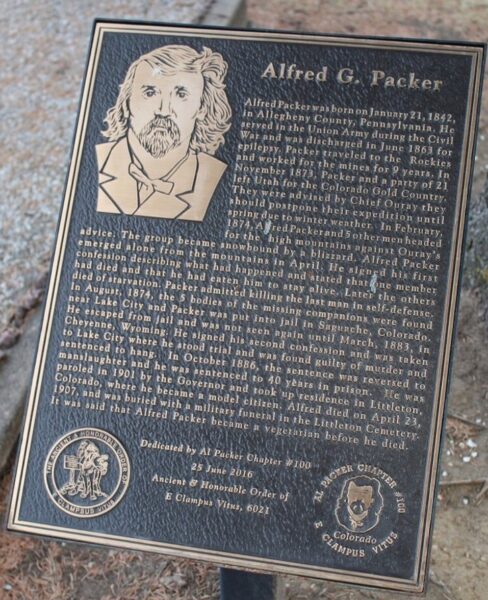 Alfred G. Packer
Alfred Packer was born on January 21, 1842,
in Allegheny County, Pennsylvania. He
served in the Union Army during the Civil
War and was discharged in June 1863 for
epilepsy. Packer traveled to the Rockies
and worked for the mines for 9 years. In
November 1873, Packer and a party of 21
left Utah for the Colorado Gold Country.
They were advised by Chief Ouray they
should postpone their expedition until
spring due to winter weather. In February,
1874, Alfred Packer and 5 other men headed
for the high mountains against Ouray's
advice. The group became snowbound by a blizzard. Alfred Packer
emerged alone from the mountains in April. He signed his first
confession describing what had happened and stated that one member
had died and that he had eaten him to stay alive. Later the others
died of starvation. Packer admitted killing the last man in self-defense.
In August, 1874, the 5 bodies of the missing companions were found
near Lake City and Packer was put into jail in Saguache, Colorado.
He escaped from jail and was not seen again until March, 1883, in
Cheyenne, Wyoming. He signed his second confession and was taken
to Lake City where he stood trial and was found guilty of murder and
sentenced to hang. In October 1886, the sentence was reversed to
manslaughter and he was sentenced to 40 years in prison. He was
paroled in 1901 by the Governor and took up residence in Littleton,
Colorado, where he became a model citizen. Alfred died on April 23,
1907, and was buried with a military funeral in the Littleton Cemetery.
It was said that Alfred Packer became a vegetarian before he died.
Dedicated by Al Packer Chapter #100
25 June 2016
Ancient & Honorable Order of
E Clampus Vitus, 6021
THE ANCIENT & HONORABLE ORDER OF
E CLAMPSUS VITUS
AL PACKER CHAPTER #100
Colorado
E CLAMPUS VITUS